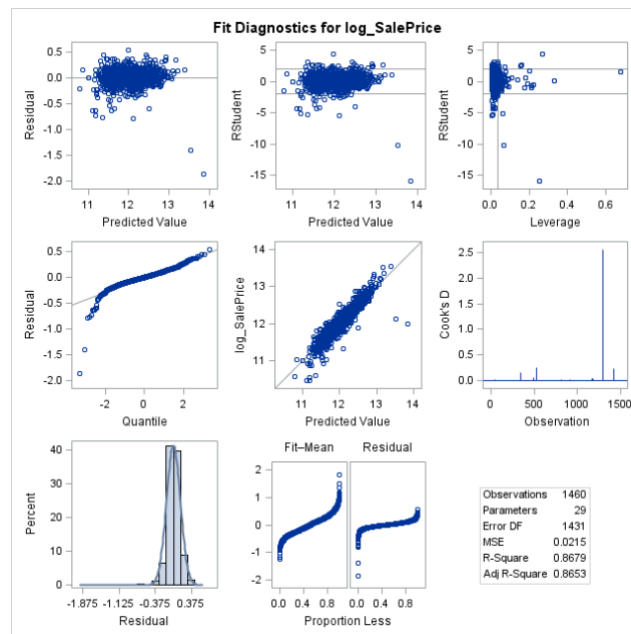 Fit Diagnostics for log_SalePrice
Residual
0.5
0.0
-0.5
-1.0
-1.5
-2.0
11 12 13 14
Predicted Value
RStudent
5
0
-5
-10
-15
11 12 13 14
Predicted Value
RStudent
5
0
-5
-10
-15
0.0 0.2 0.4 0.6
Leverage
Residual
0.5
0.0
-0.5
-1.0
-1.5
-2.0
-2 0 2
Quantile
log_SalePrice
14
13
12
11
11 12 13 14
Predicted Value
Cook's D
2.5
2.0
1.5
1.0
0.5
0.0
0 500 1000 1500
Observation
Percent
40
30
20
10
0
-1.875 -1.125 -0.375 0.375
Residual
Fit–Mean Residual
2
1
0
-1
-2
0.0 0.4 0.8 0.0 0.4 0.8
Proportion Less
Observations 1460
Parameters 29
Error DF 1431
MSE 0.0215
R-Square 0.8679
Adj R-Square 0.8653